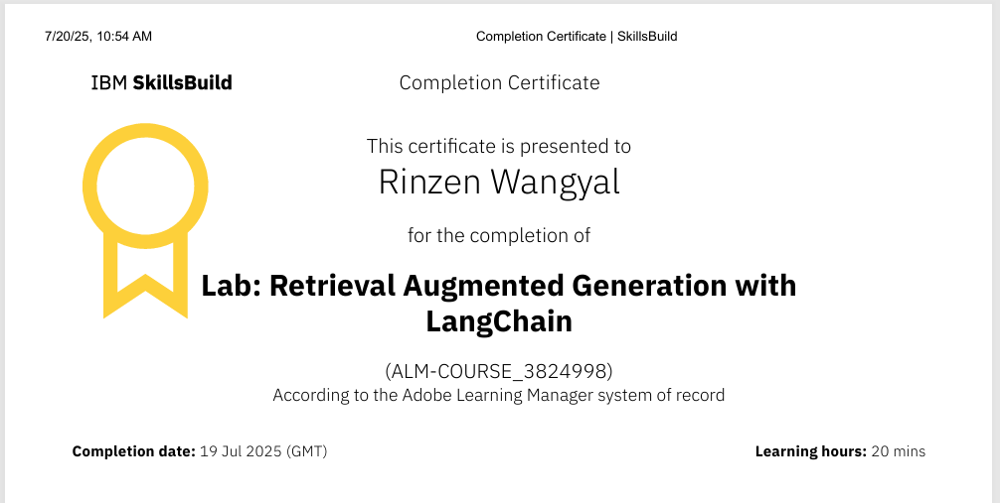 7/20/25, 10:54 AM
Completion Certificate | SkillsBuild
IBM SkillsBuild
Completion Certificate
This certificate is presented to
Rinzen Wangyal
for the completion of
Lab: Retrieval Augmented Generation with
LangChain
(ALM-COURSE_3824998)
According to the Adobe Learning Manager system of record
Completion date: 19 Jul 2025 (GMT)
Learning hours: 20 mins